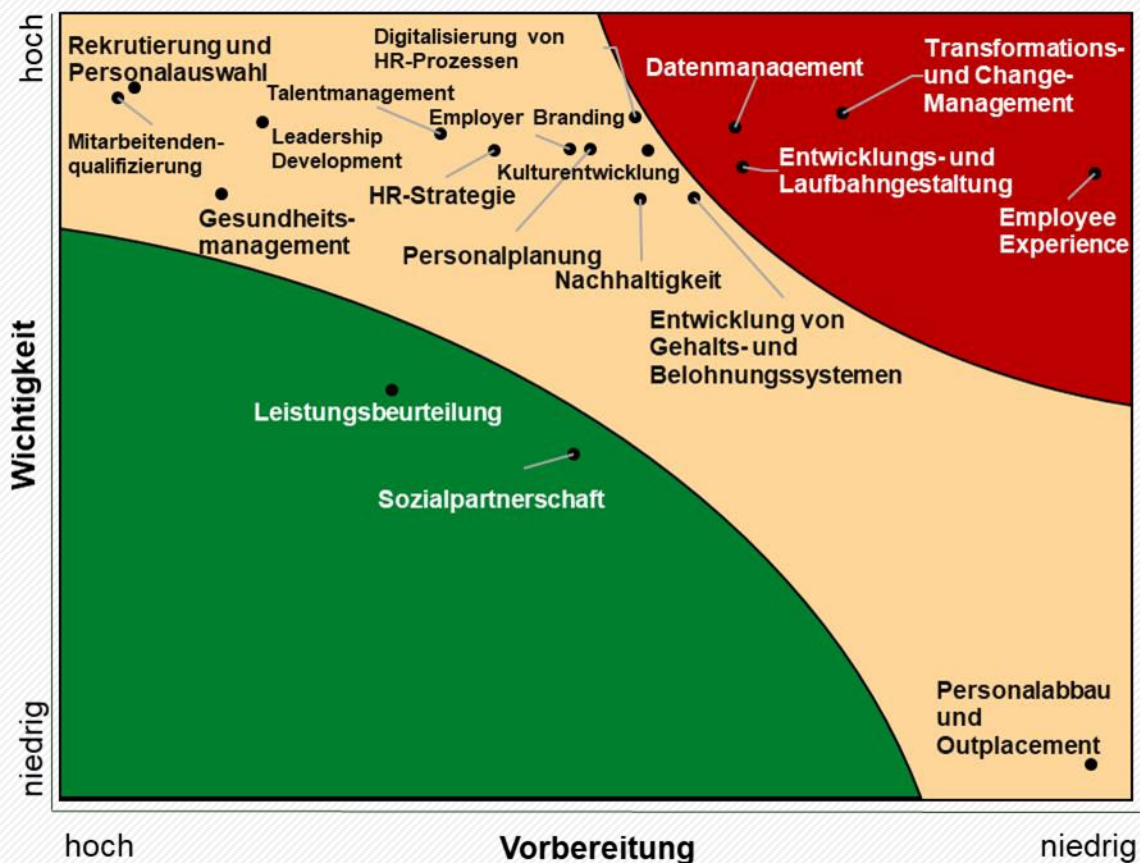 hoch
Wichtigkeit
niedrig
Rekrutierung und
Personalauswahl
Mitarbeitenden-
qualifizierung
Leadership
Development
Gesundheits-
management
Talentmanagement
Digitalisierung von
HR-Prozessen
Employer Branding
HR-Strategie
Kulturentwicklung
Personalplanung
Nachhaltigkeit
Entwicklung von
Gehalts- und
Belohnungssystemen
Datenmanagement
Transformations-
und Change-
Management
Entwicklungs- und
Laufbahngestaltung
Employee
Experience
Leistungsbeurteilung
Sozialpartnerschaft
Personalabbau
und
Outplacement
hoch
Vorbereitung
niedrig